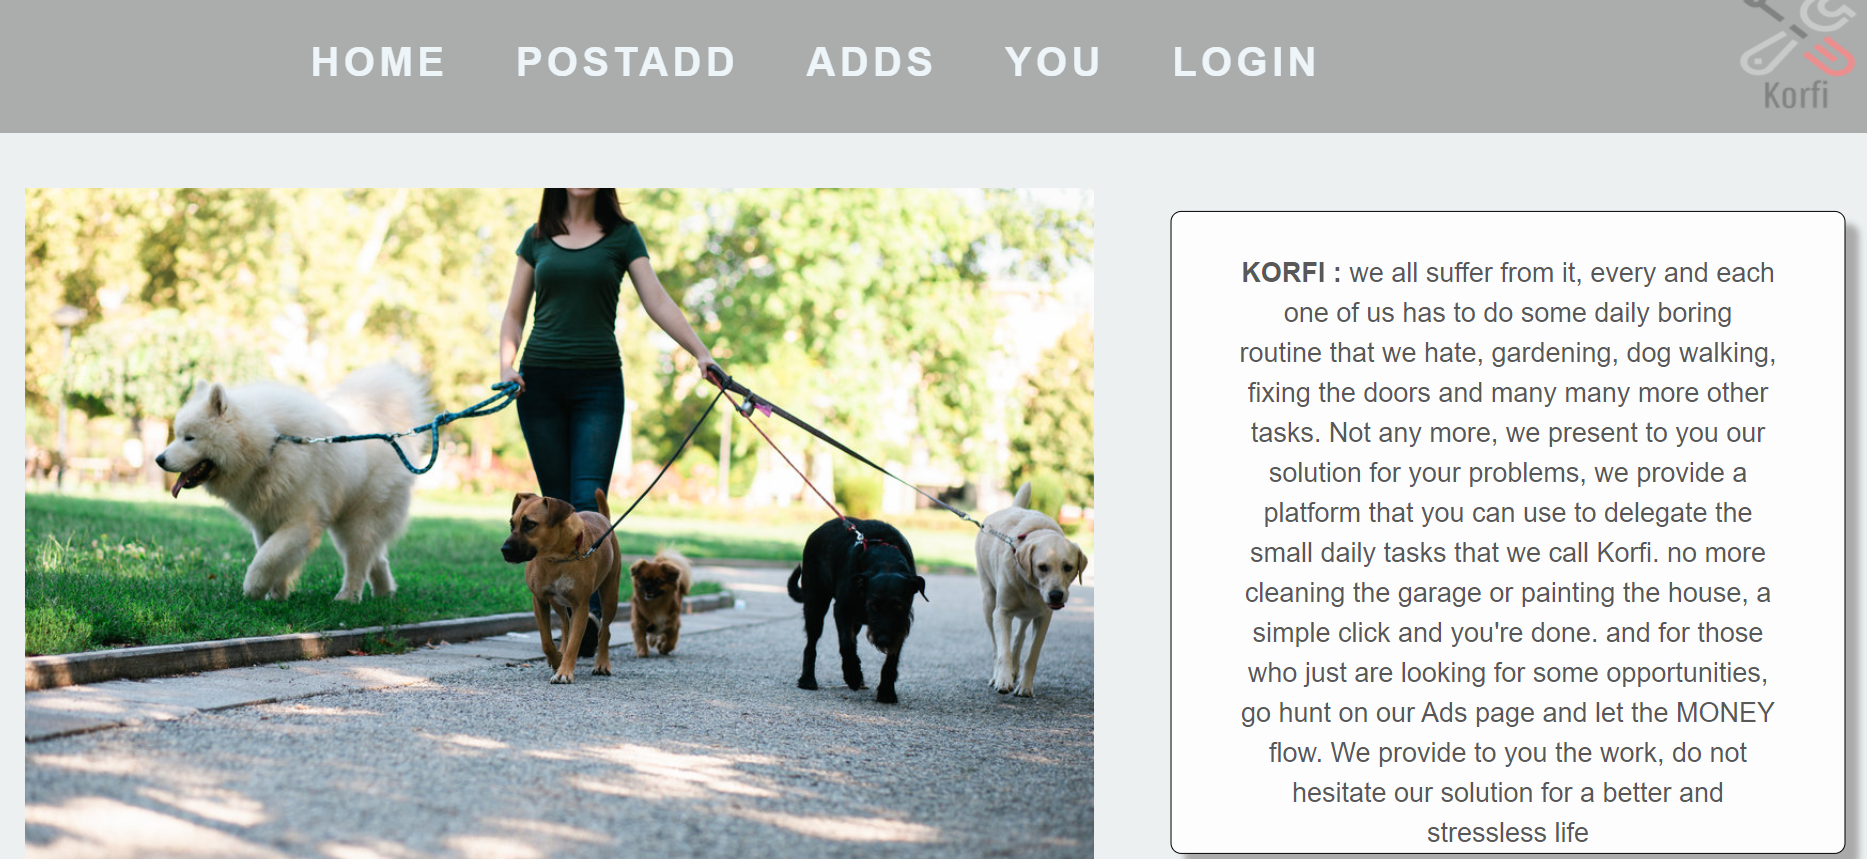 HOME POSTADD ADDS YOU LOGIN
Korfi
KORFI : we all suffer from it, every and each
one of us has to do some daily boring
routine that we hate, gardening, dog walking,
fixing the doors and many many more other
tasks. Not any more, we present to you our
solution for your problems, we provide a
platform that you can use to delegate the
small daily tasks that we call Korfi. no more
cleaning the garage or painting the house, a
simple click and you're done. and for those
who just are looking for some opportunities,
go hunt on our Ads page and let the MONEY
flow. We provide to you the work, do not
hesitate our solution for a better and
stressless life